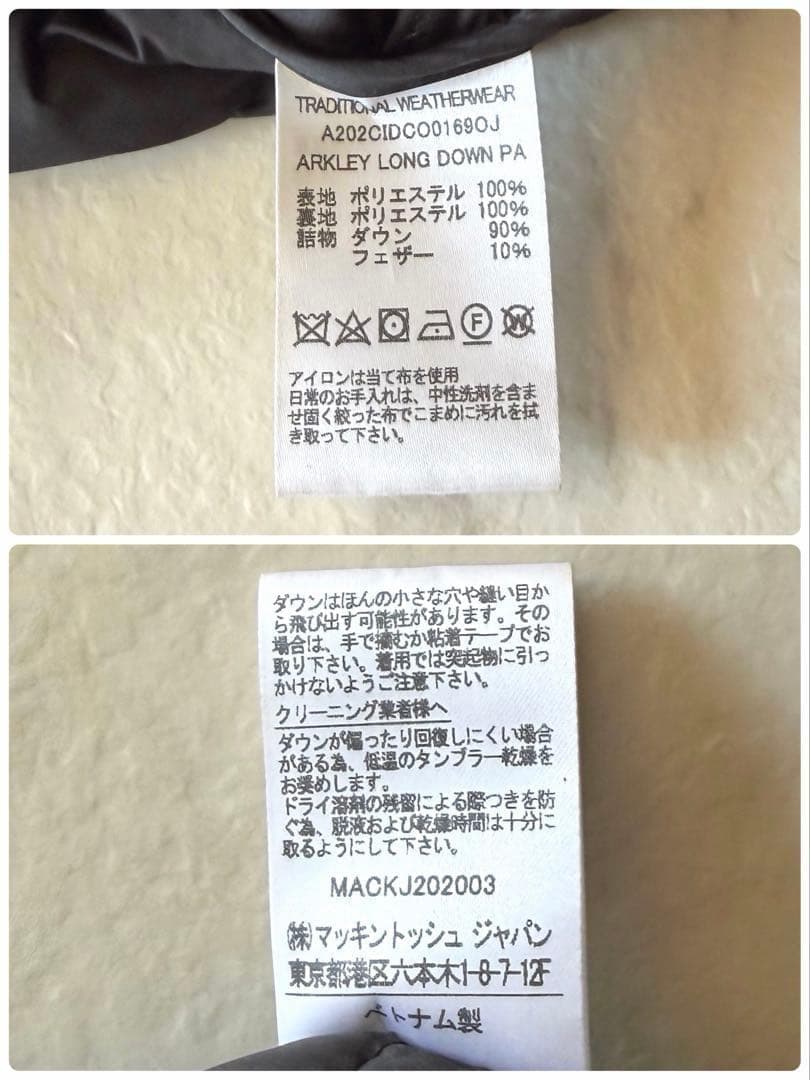 TRADITIONAL WEATHERWEAR
A202CIDCO0169OJ
ARKLEY LONG DOWN PA
表地 ポリエステル 100%
裏地 ポリエステル 100%
詰物 ダウン 90%
フェザー 10%
F W
アイロンは当て布を使用
日常のお手入れは、中性洗剤を含ま
せ固く絞った布でこまめに汚れを拭
き取って下さい。
ダウンはほんの小さな穴や縫い目か
ら飛び出す可能性があります。その
場合は、手で摘むか粘着テープでお
取り下さい。着用では突起物に引っ
かけないようご注意下さい。
クリーニング業者様へ
ダウンが偏ったり回復しにくい場合
がある為、低温のタンブラー乾燥を
お奨めします。
ドライ溶剤の残留による際つきを防
ぐ為、脱液および乾燥時間は十分に
取るようにして下さい。
MACKJ202003
㈱マッキントッシュ ジャパン
東京都港区六本木1-8-7-12F
ベトナム製